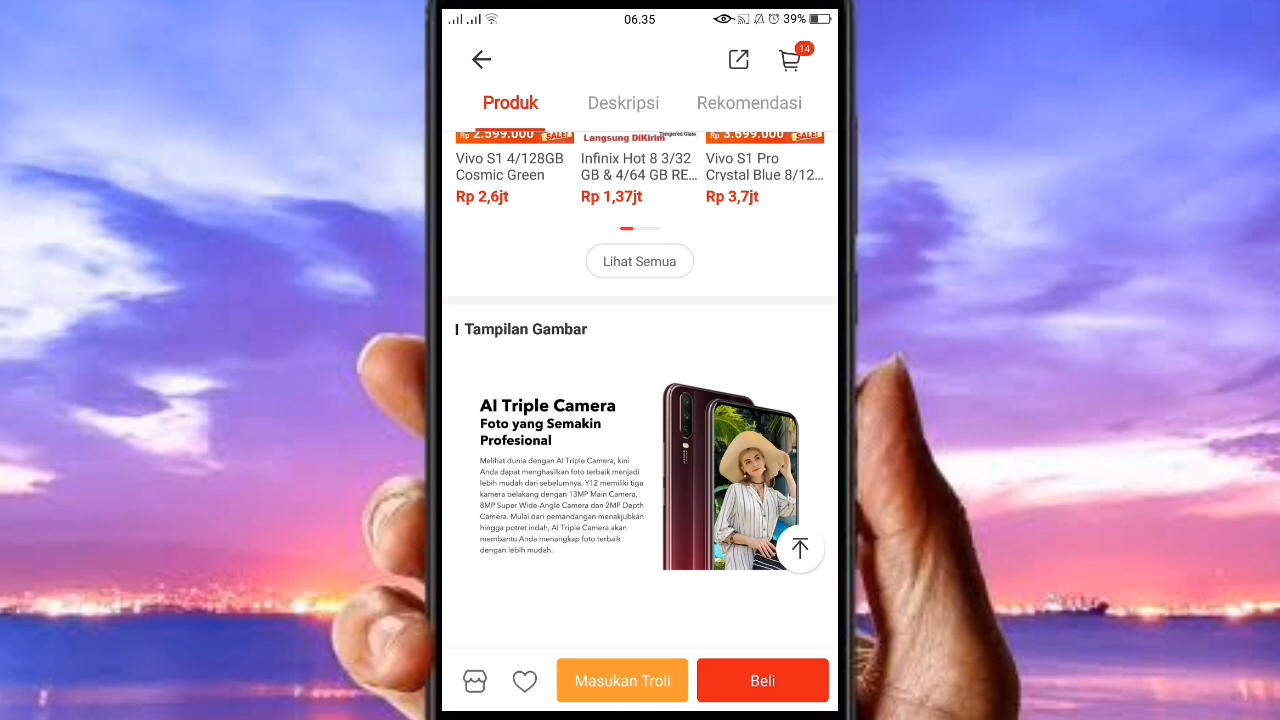 06.35
39%
14
Produk
Deskripsi
Rekomendasi
Rp 2.599.000 SALE!
Langsung DiKirim Tempered Glass
Rp 3.699.000 SALE!
Vivo S1 4/128GB
Cosmic Green
Rp 2,6jt
Infinix Hot 8 3/32
GB & 4/64 GB RE...
Rp 1,37jt
Vivo S1 Pro
Crystal Blue 8/12...
Rp 3,7jt
Lihat Semua
Tampilan Gambar
AI Triple Camera
Foto yang Semakin
Profesional
Melihat dunia dengan AI Triple Camera, kini
Anda dapat menghasilkan foto terbaik menjadi
lebih mudah dari sebelumnya. Y12 memiliki tiga
kamera belakang dengan 13MP Main Camera,
8MP Super Wide-Angle Camera dan 2MP Depth
Camera. Mulai dari pemandangan menakjubkan
hingga potret indah, AI Triple Camera akan
membantu Anda menangkap foto terbaik
dengan lebih mudah.
Masukan Troli
Beli